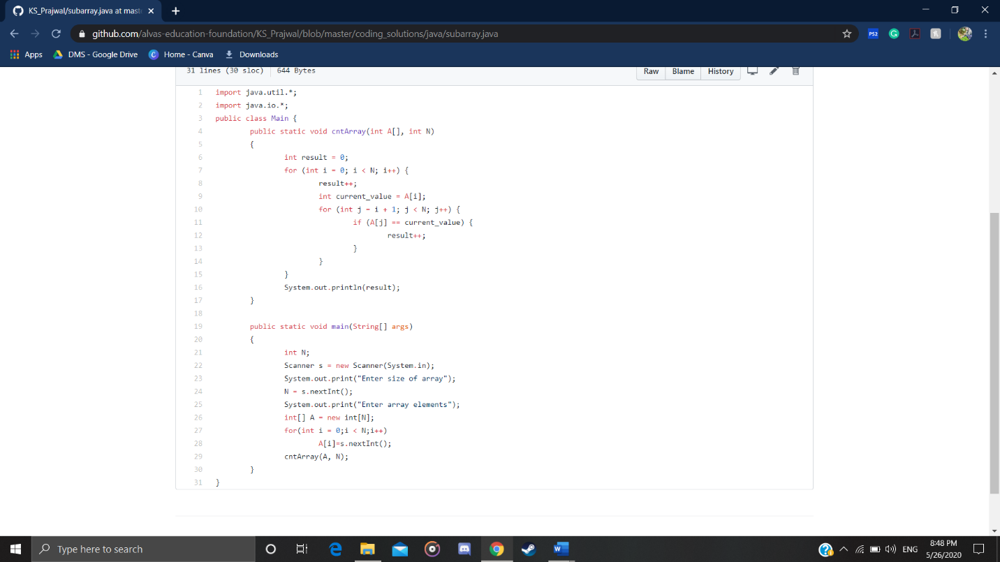 KS_Prajwal/subarray.java at mast
github.com/alvas-education-foundation/KS_Prajwal/blob/master/coding_solutions/java/subarray.java
PS2
Apps DMS - Google Drive Home - Canva Downloads
31 lines (30 sloc) 644 Bytes Raw Blame History
1 import java.util.*;
2 import java.io.*;
3 public class Main {
4 public static void cntArray(int A[], int N)
5 {
6 int result = 0;
7 for (int i = 0; i < N; i++) {
8 result++;
9 int current_value = A[i];
10 for (int j = i + 1; j < N; j++) {
11 if (A[j] == current_value) {
12 result++;
13 }
14 }
15 }
16 System.out.println(result);
17 }
18
19 public static void main(String[] args)
20 {
21 int N;
22 Scanner s = new Scanner(System.in);
23 System.out.print("Enter size of array");
24 N = s.nextInt();
25 System.out.print("Enter array elements");
26 int[] A = new int[N];
27 for(int i = 0;i < N;i++)
28 A[i]=s.nextInt();
29 cntArray(A, N);
30 }
31 }
Type here to search
ENG
8:48 PM
5/26/2020